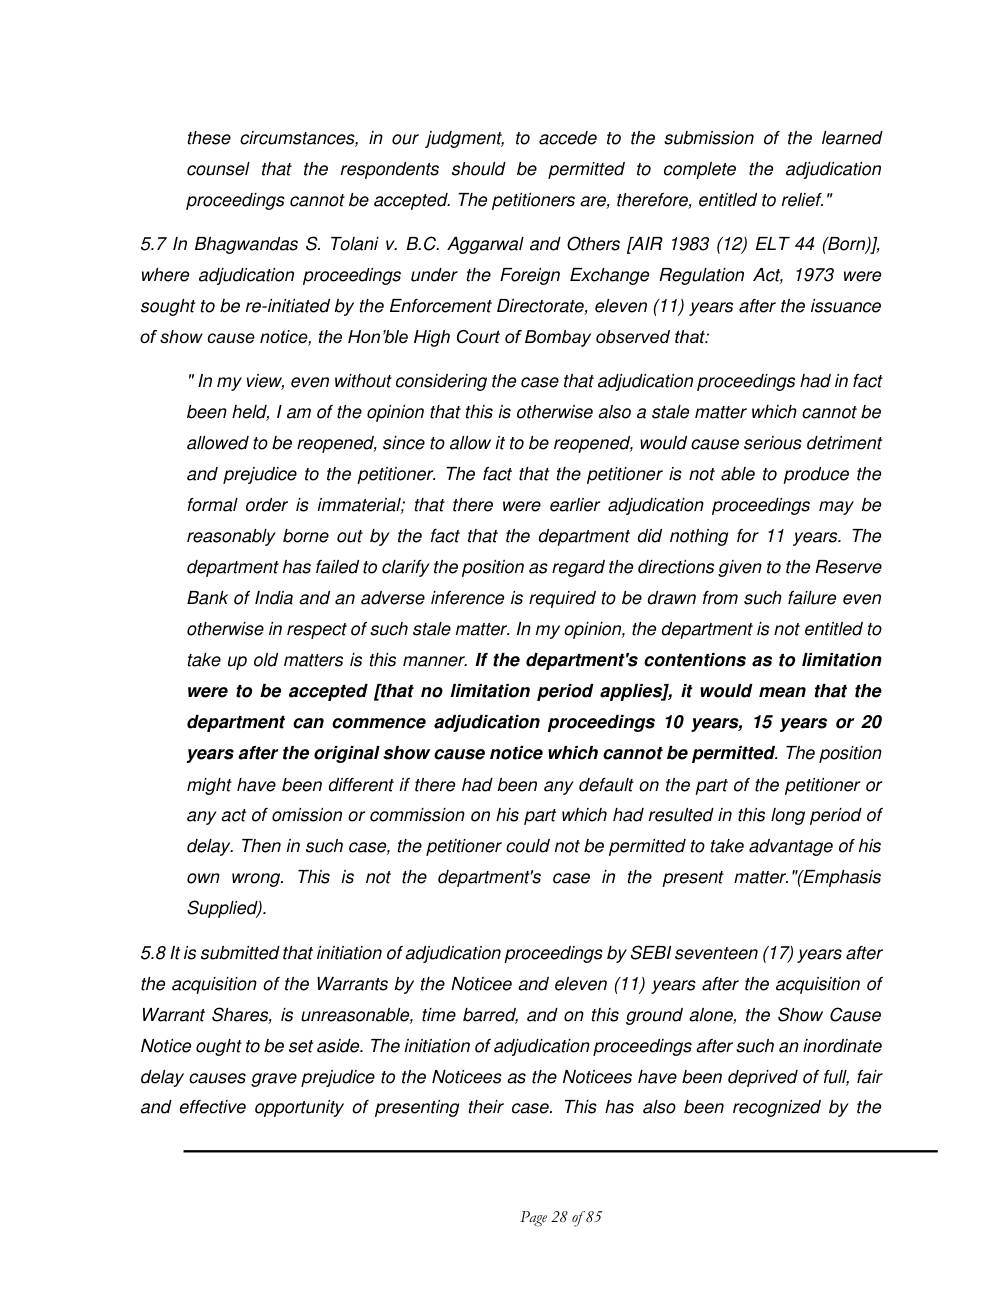 these circumstances, in our judgment, to accede to the submission of the learned
counsel that the respondents should be permitted to complete the adjudication
proceedings cannot be accepted. The petitioners are, therefore, entitled to relief."
5.7 In Bhagwandas S. Tolani v. B.C. Aggarwal and Others [AIR 1983 (12) ELT 44 (Born)],
where adjudication proceedings under the Foreign Exchange Regulation Act, 1973 were
sought to be re-initiated by the Enforcement Directorate, eleven (11) years after the issuance
of show cause notice, the Hon’ble High Court of Bombay observed that:
" In my view, even without considering the case that adjudication proceedings had in fact
been held, I am of the opinion that this is otherwise also a stale matter which cannot be
allowed to be reopened, since to allow it to be reopened, would cause serious detriment
and prejudice to the petitioner. The fact that the petitioner is not able to produce the
formal order is immaterial; that there were earlier adjudication proceedings may be
reasonably borne out by the fact that the department did nothing for 11 years. The
department has failed to clarify the position as regard the directions given to the Reserve
Bank of India and an adverse inference is required to be drawn from such failure even
otherwise in respect of such stale matter. In my opinion, the department is not entitled to
take up old matters is this manner. If the department's contentions as to limitation
were to be accepted [that no limitation period applies], it would mean that the
department can commence adjudication proceedings 10 years, 15 years or 20
years after the original show cause notice which cannot be permitted. The position
might have been different if there had been any default on the part of the petitioner or
any act of omission or commission on his part which had resulted in this long period of
delay. Then in such case, the petitioner could not be permitted to take advantage of his
own wrong. This is not the department's case in the present matter."(Emphasis
Supplied).
5.8 It is submitted that initiation of adjudication proceedings by SEBI seventeen (17) years after
the acquisition of the Warrants by the Noticee and eleven (11) years after the acquisition of
Warrant Shares, is unreasonable, time barred, and on this ground alone, the Show Cause
Notice ought to be set aside. The initiation of adjudication proceedings after such an inordinate
delay causes grave prejudice to the Noticees as the Noticees have been deprived of full, fair
and effective opportunity of presenting their case. This has also been recognized by the
Page 28 of 85